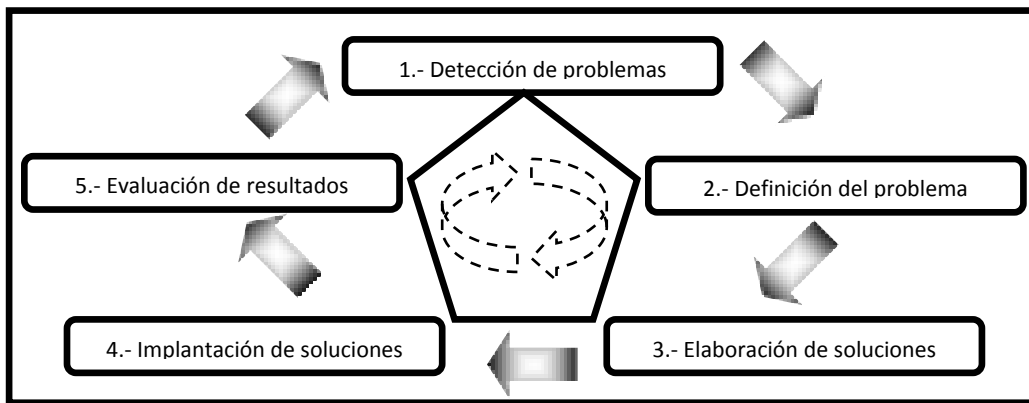 1.- Detección de problemas
2.- Definición del problema
3.- Elaboración de soluciones
4.- Implantación de soluciones
5.- Evaluación de resultados